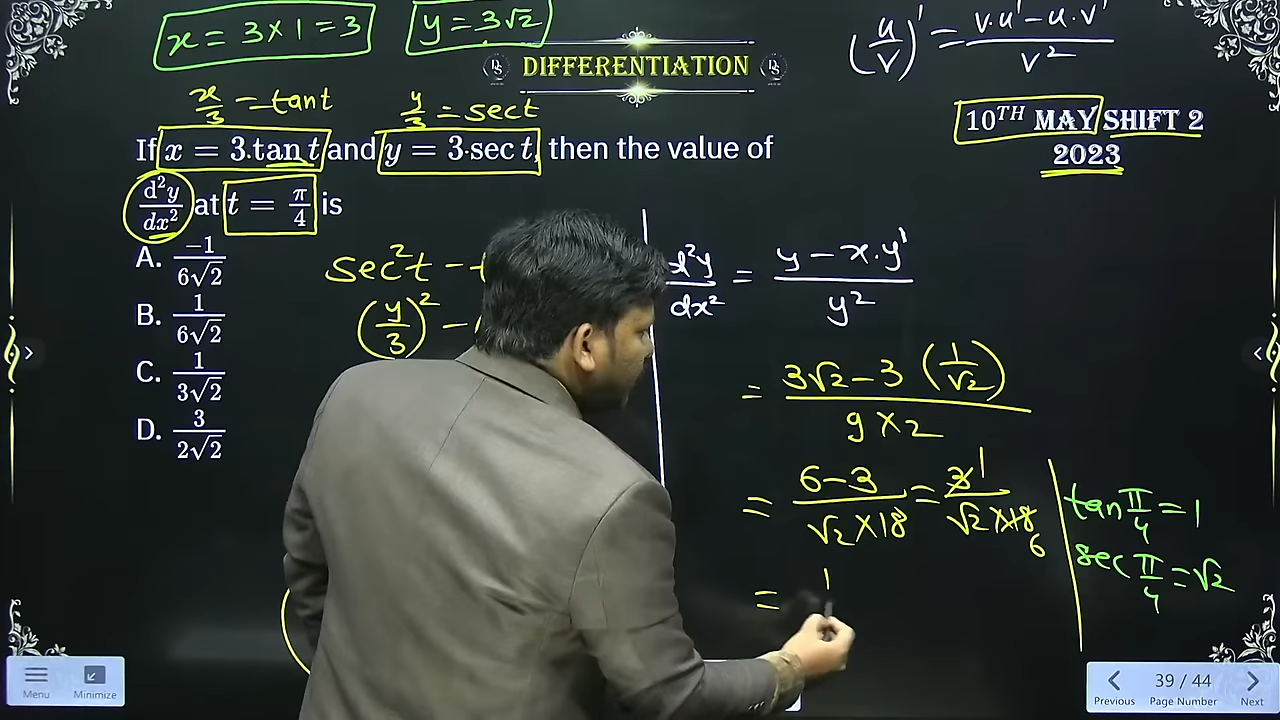 x = 3 × 1 = 3
y = 3√2
(u/v)' = v·u' − u·v' / v²
DIFFERENTIATION
x/3 = tan t
y/3 = sec t
10TH MAY SHIFT 2
2023
If x = 3.tan t and y = 3.sec t, then the value of
d²y/dx² at t = π/4 is
A. −1/6√2
B. 1/6√2
C. 1/3√2
D. 3/2√2
sec²t −
(y/3)² −
d²y/dx² = y − x.y' / y²
= 3√2 − 3 (1/√2) / 9 × 2
= 6 − 3 / √2 × 18 = 3 1 / √2 × 18 6
= 1
tan π/4 = 1
sec π/4 = √2
Menu
Minimize
39 / 44
Previous Page Number Next